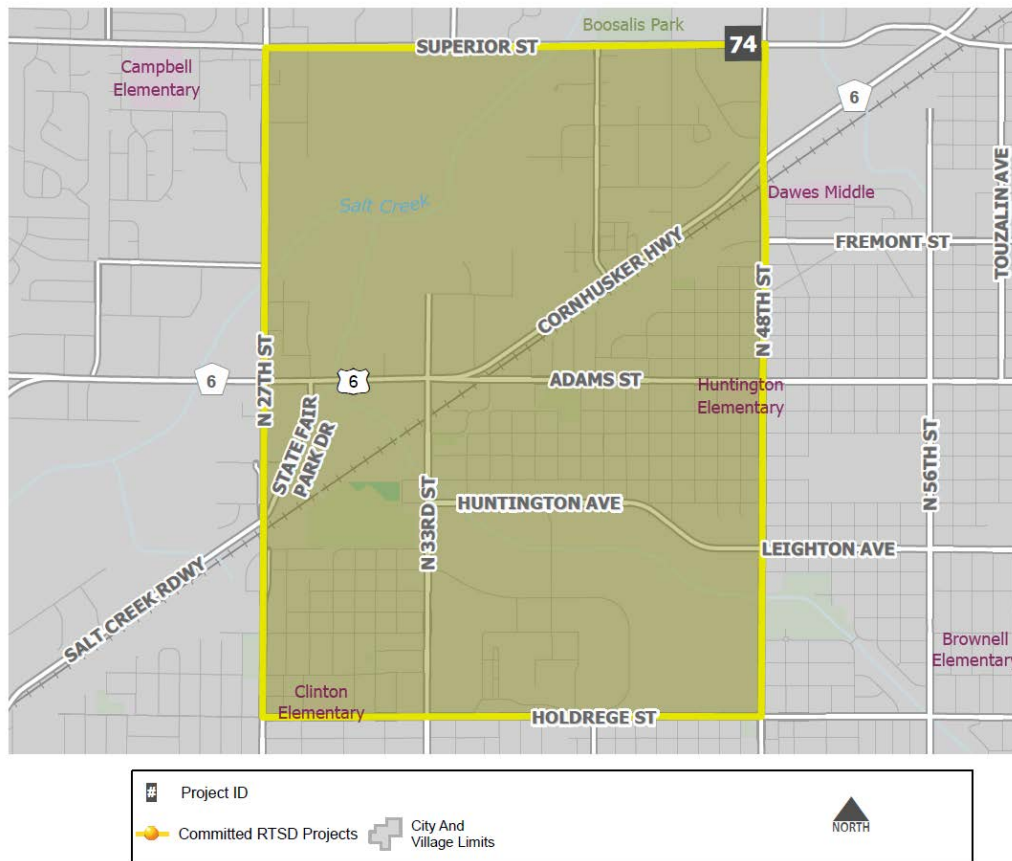 Boosalis Park
SUPERIOR ST
74
Campbell
Elementary
6
TOUZALIN AVE
Salt Creek
Dawes Middle
FREMONT ST
CORNHUSKER HWY
N 48TH ST
N 27TH ST
6
6
ADAMS ST
Huntington
Elementary
STATE FAIR
PARK DR
N 56TH ST
N 33RD ST
HUNTINGTON AVE
LEIGHTON AVE
SALT CREEK RDWY
Brownell
Elementary
Clinton
Elementary
HOLDREGE ST
# Project ID
Committed RTSD Projects
City And
Village Limits
NORTH